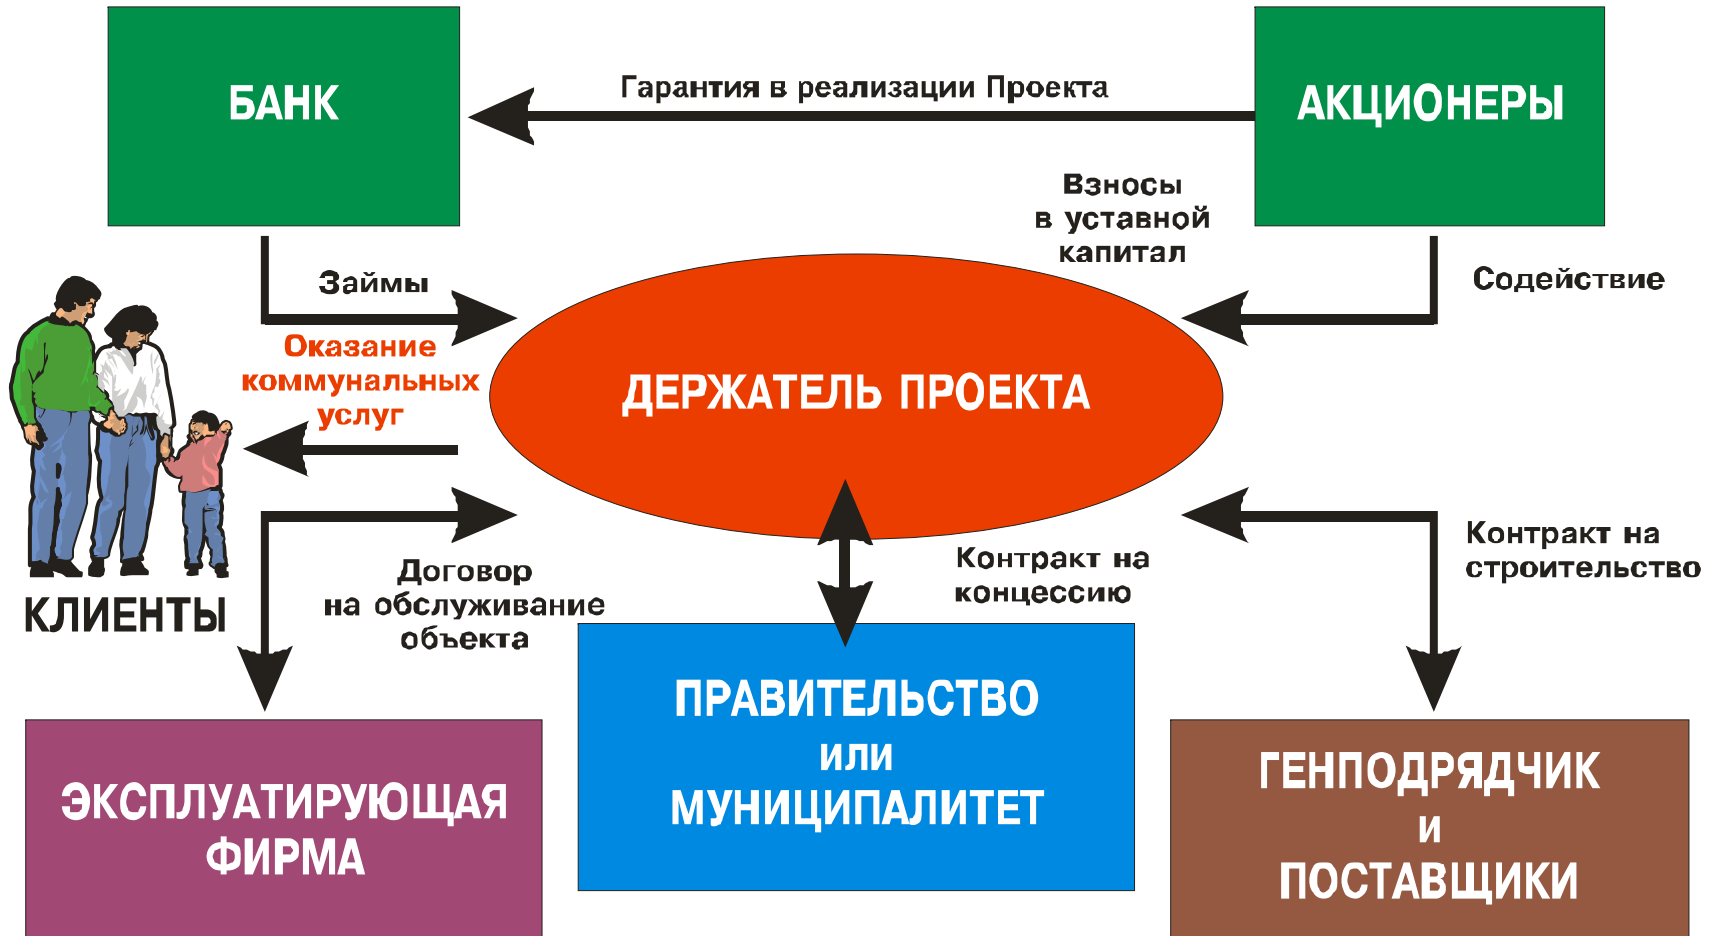 БАНК
Гарантия в реализации Проекта
АКЦИОНЕРЫ
Взносы
в уставной
капитал
Займы
Содействие
Оказание
коммунальных
услуг
ДЕРЖАТЕЛЬ ПРОЕКТА
КЛИЕНТЫ
Договор
на обслуживание
объекта
Контракт на
концессию
Контракт на
строительство
ЭКСПЛУАТИРУЮЩАЯ
ФИРМА
ПРАВИТЕЛЬСТВО
или
МУНИЦИПАЛИТЕТ
ГЕНПОДРЯДЧИК
и
ПОСТАВЩИКИ